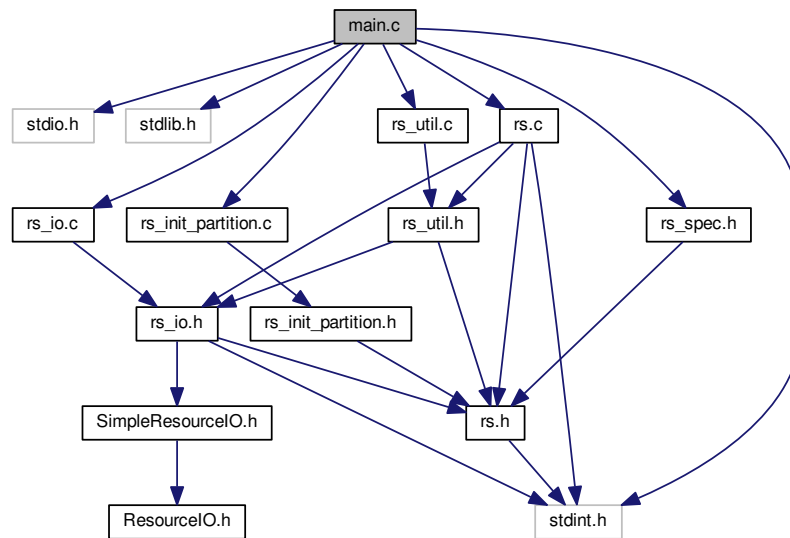 main.c
stdio.h
stdlib.h
rs_util.c
rs.c
rs_io.c
rs_init_partition.c
rs_util.h
rs_spec.h
rs_io.h
rs_init_partition.h
SimpleResourceIO.h
rs.h
ResourceIO.h
stdint.h